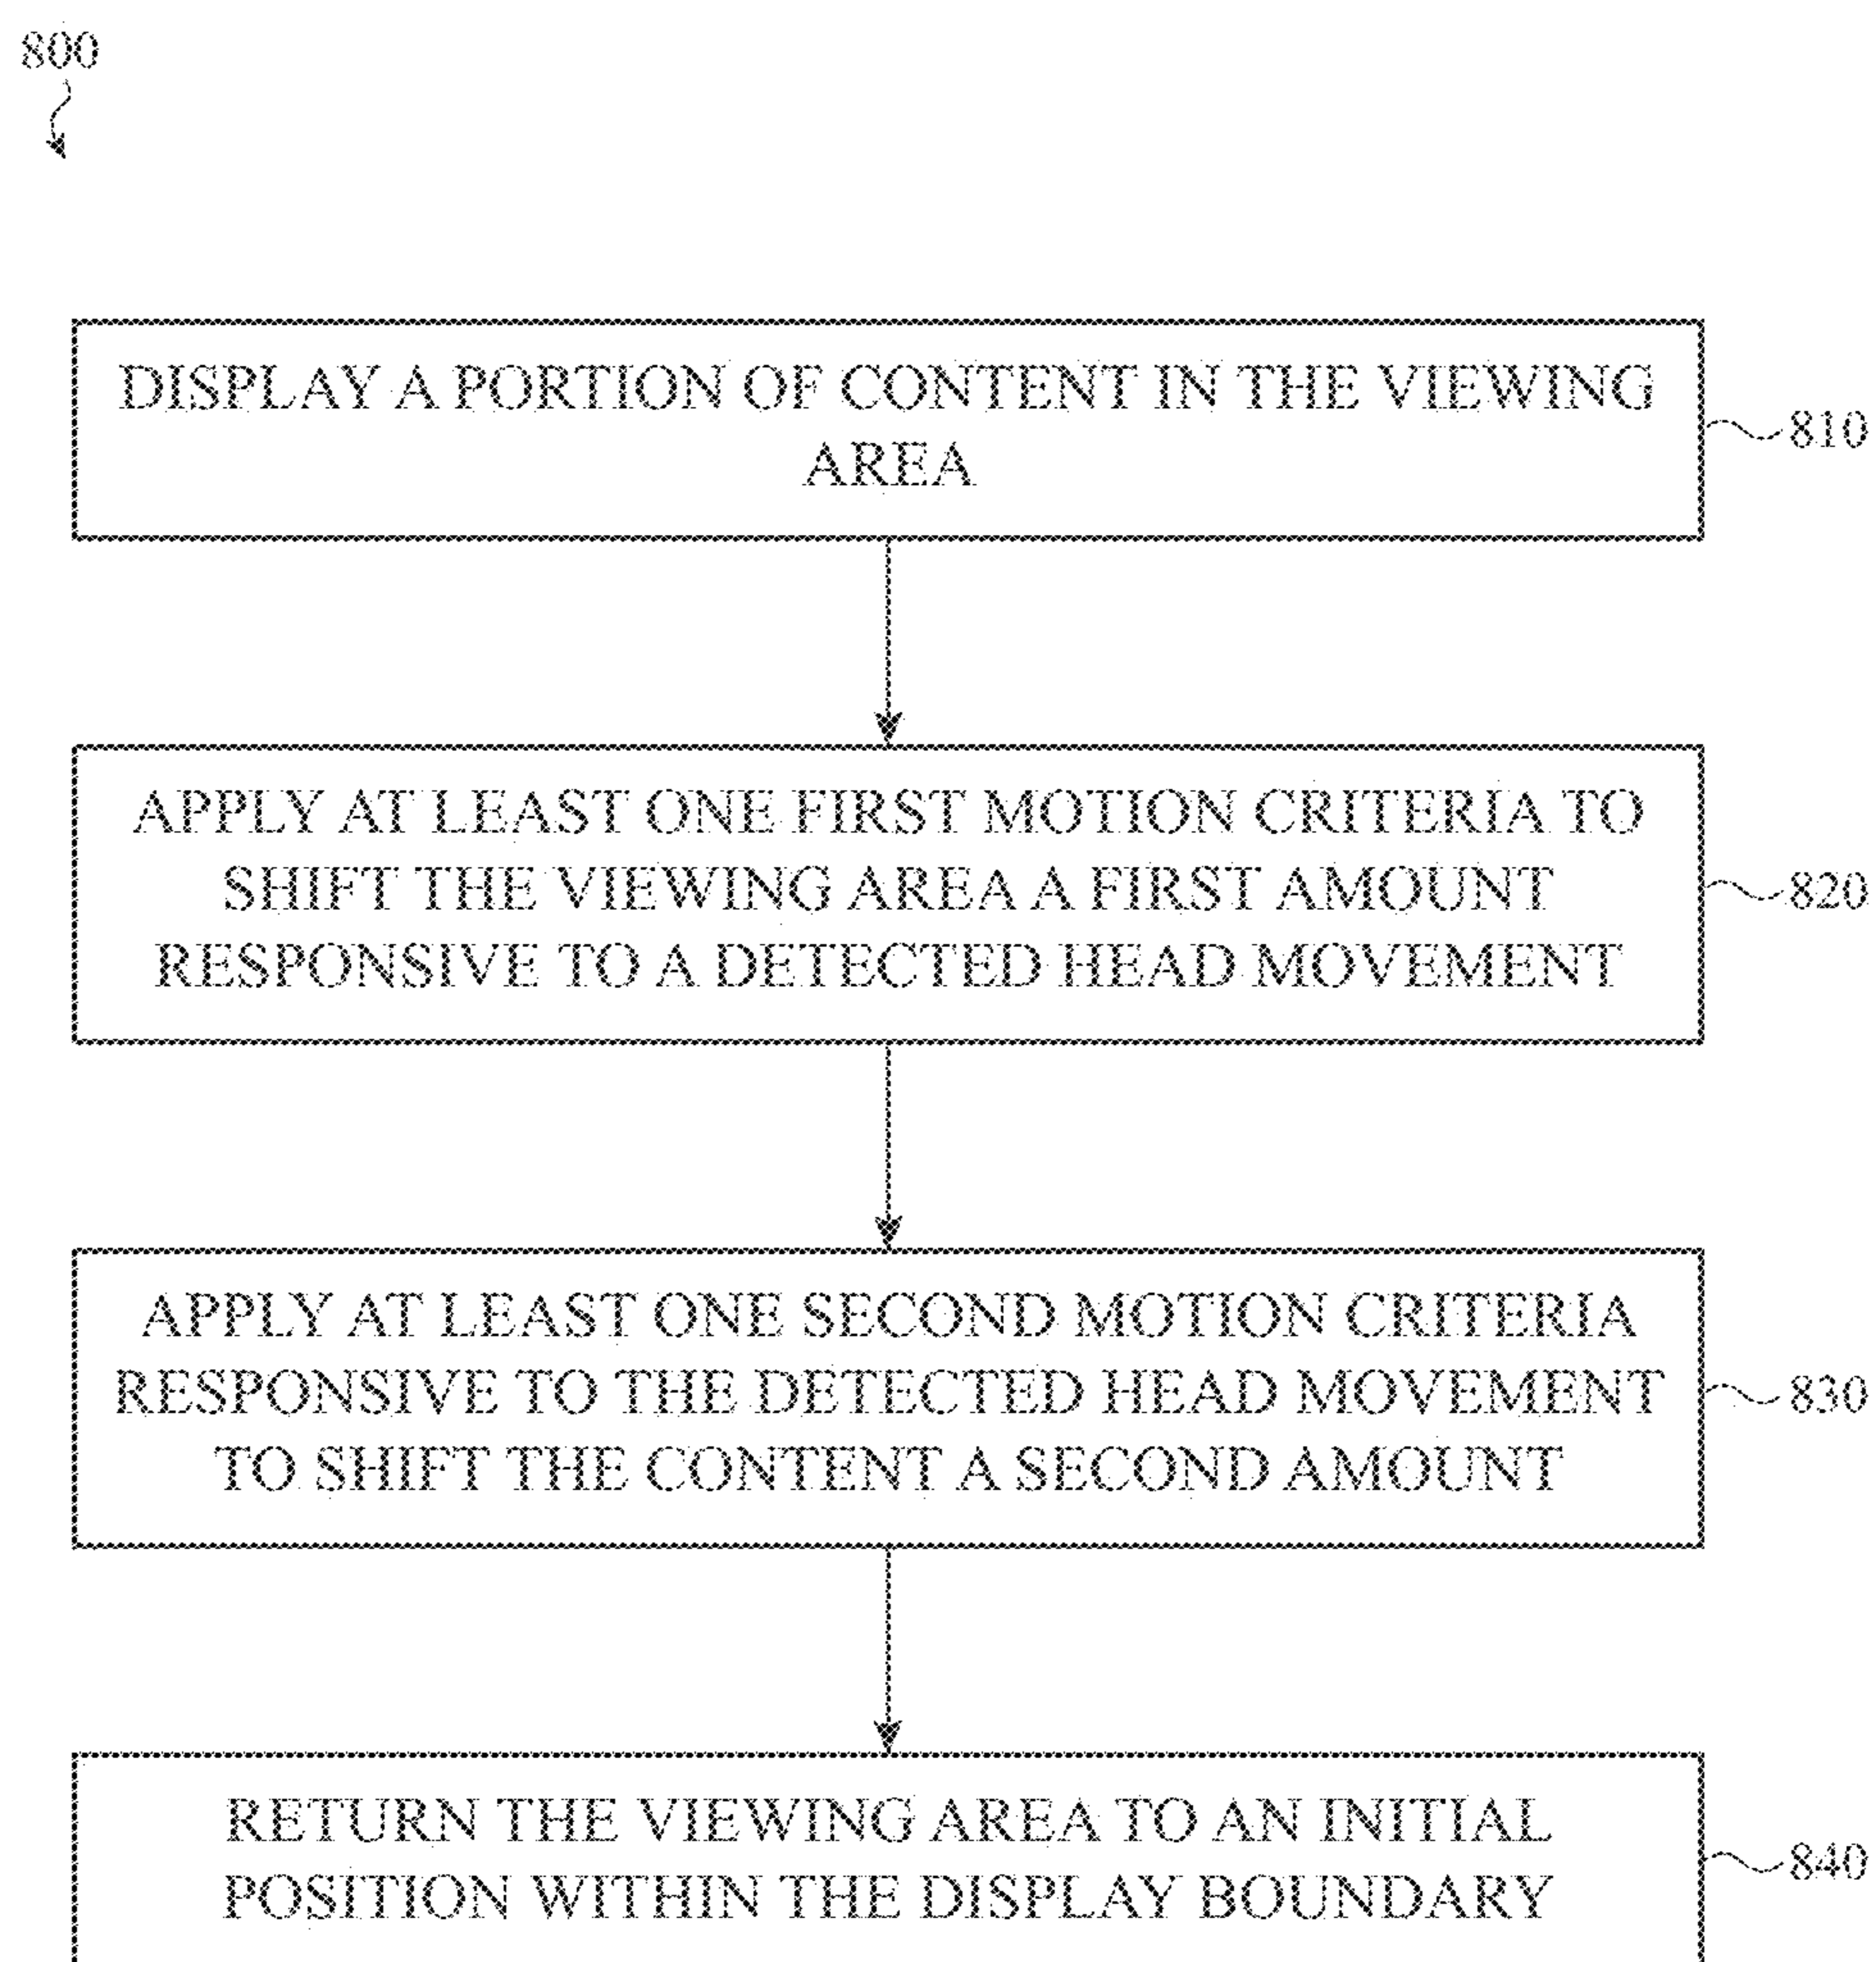 800
DISPLAY A PORTION OF CONTENT IN THE VIEWING
AREA
810
APPLY AT LEAST ONE FIRST MOTION CRITERIA TO
SHIFT THE VIEWING AREA A FIRST AMOUNT
RESPONSIVE TO A DETECTED HEAD MOVEMENT
820
APPLY AT LEAST ONE SECOND MOTION CRITERIA
RESPONSIVE TO THE DETECTED HEAD MOVEMENT
TO SHIFT THE CONTENT A SECOND AMOUNT
830
RETURN THE VIEWING AREA TO AN INITIAL
POSITION WITHIN THE DISPLAY BOUNDARY
840